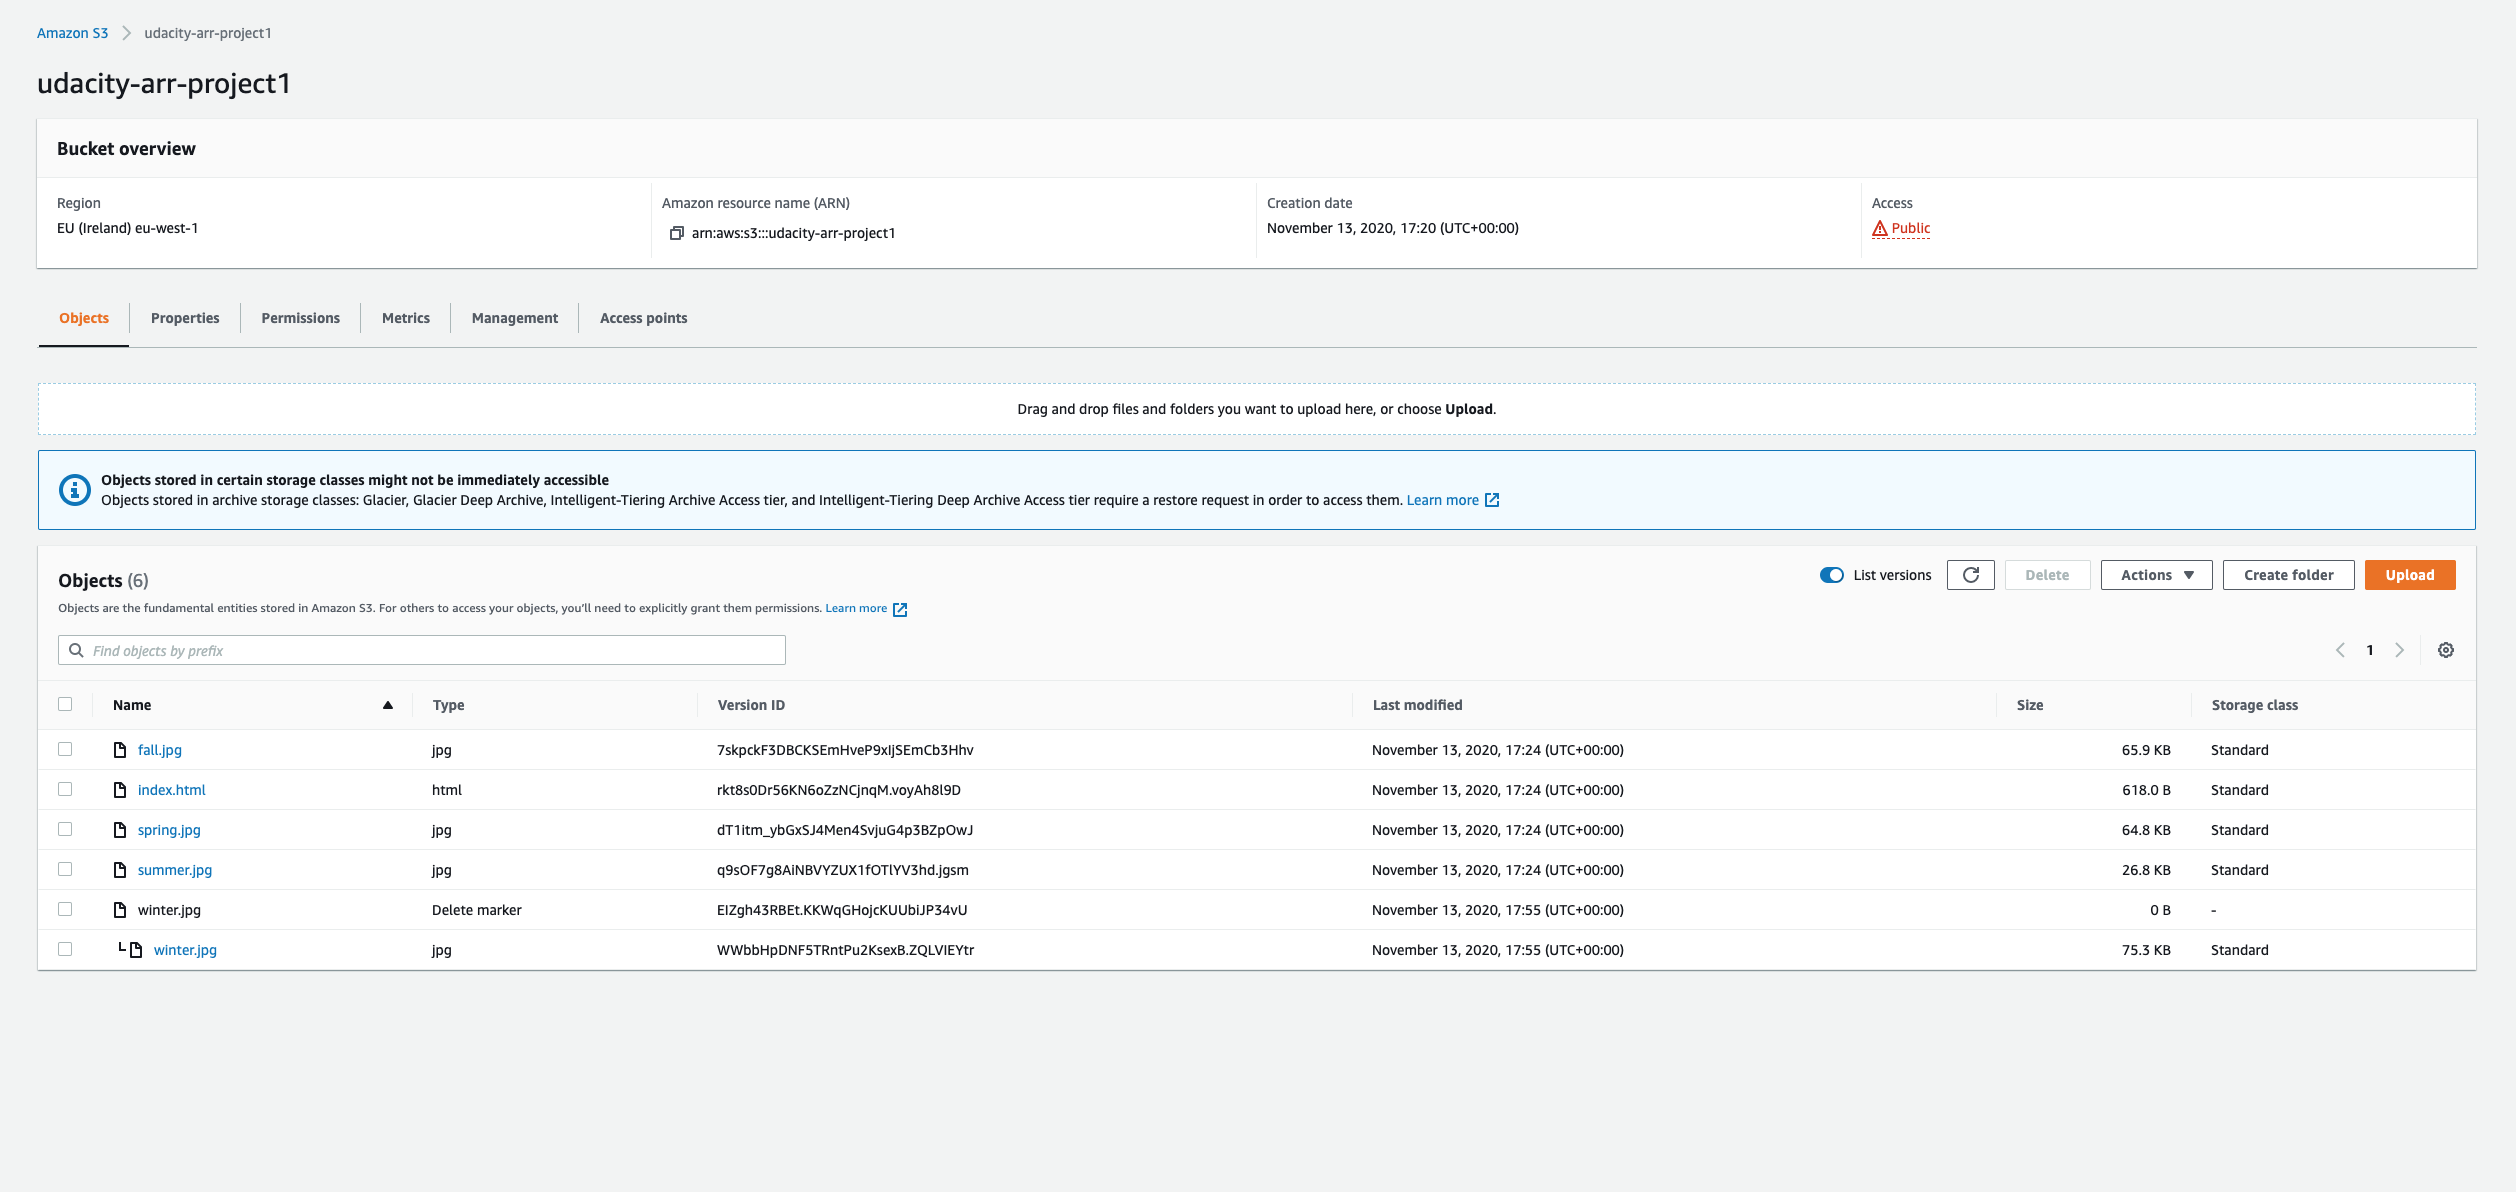 Amazon S3 > udacity-arr-project1
udacity-arr-project1
Bucket overview
Region
EU (Ireland) eu-west-1
Amazon resource name (ARN)
arn:aws:s3:::udacity-arr-project1
Creation date
November 13, 2020, 17:20 (UTC+00:00)
Access
Public
Objects Properties Permissions Metrics Management Access points
Drag and drop files and folders you want to upload here, or choose Upload.
Objects stored in certain storage classes might not be immediately accessible
Objects stored in archive storage classes: Glacier, Glacier Deep Archive, Intelligent-Tiering Archive Access tier, and Intelligent-Tiering Deep Archive Access tier require a restore request in order to access them. Learn more
Objects (6)
List versions Delete Actions Create folder Upload
Objects are the fundamental entities stored in Amazon S3. For others to access your objects, you'll need to explicitly grant them permissions. Learn more
Find objects by prefix
1
Name Type Version ID Last modified Size Storage class
fall.jpg jpg 7skpckF3DBCKSEmHveP9xIjSEmCb3Hhv November 13, 2020, 17:24 (UTC+00:00) 65.9 KB Standard
index.html html rkt8s0Dr56KN6oZzNCjnqM.voyAh8l9D November 13, 2020, 17:24 (UTC+00:00) 618.0 B Standard
spring.jpg jpg dT1itm_ybGxSJ4Men4SvjuG4p3BZpOwJ November 13, 2020, 17:24 (UTC+00:00) 64.8 KB Standard
summer.jpg jpg q9sOF7g8AiNBVYZUX1fOTlYV3hd.jgsm November 13, 2020, 17:24 (UTC+00:00) 26.8 KB Standard
winter.jpg Delete marker EIZgh43RBEt.KKWqGHojcKUUbiJP34vU November 13, 2020, 17:55 (UTC+00:00) 0 B -
winter.jpg jpg WWbbHpDNF5TRntPu2KsexB.ZQLVIEYtr November 13, 2020, 17:55 (UTC+00:00) 75.3 KB Standard